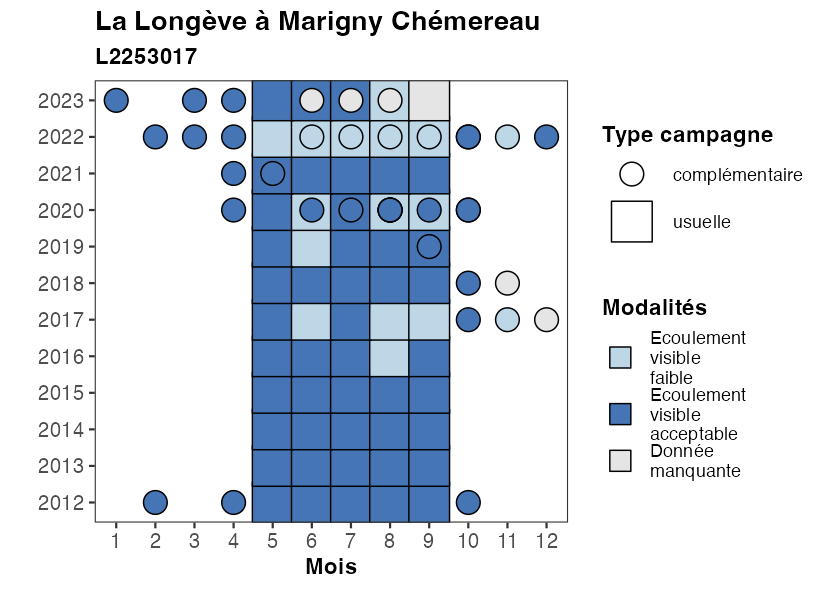 La Longève à Marigny Chémereau
L2253017
2023
2022
2021
2020
2019
2018
2017
2016
2015
2014
2013
2012
1 2 3 4 5 6 7 8 9 10 11 12
Mois
Type campagne
complémentaire
usuelle
Modalités
Ecoulement
visible
faible
Ecoulement
visible
acceptable
Donnée
manquante